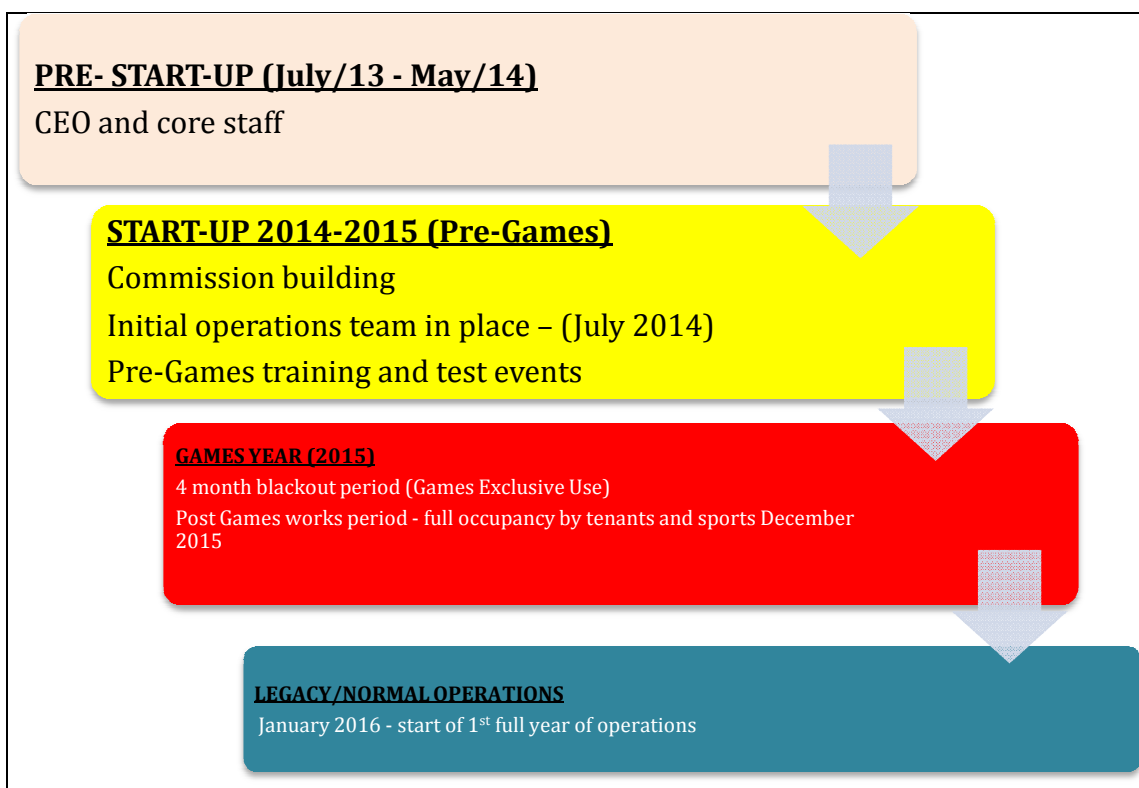 PRE- START-UP (July/13 - May/14)
CEO and core staff
START-UP 2014-2015 (Pre-Games)
Commission building
Initial operations team in place – (July 2014)
Pre-Games training and test events
GAMES YEAR (2015)
4 month blackout period (Games Exclusive Use)
Post Games works period - full occupancy by tenants and sports December
2015
LEGACY/NORMAL OPERATIONS
January 2016 - start of 1st full year of operations